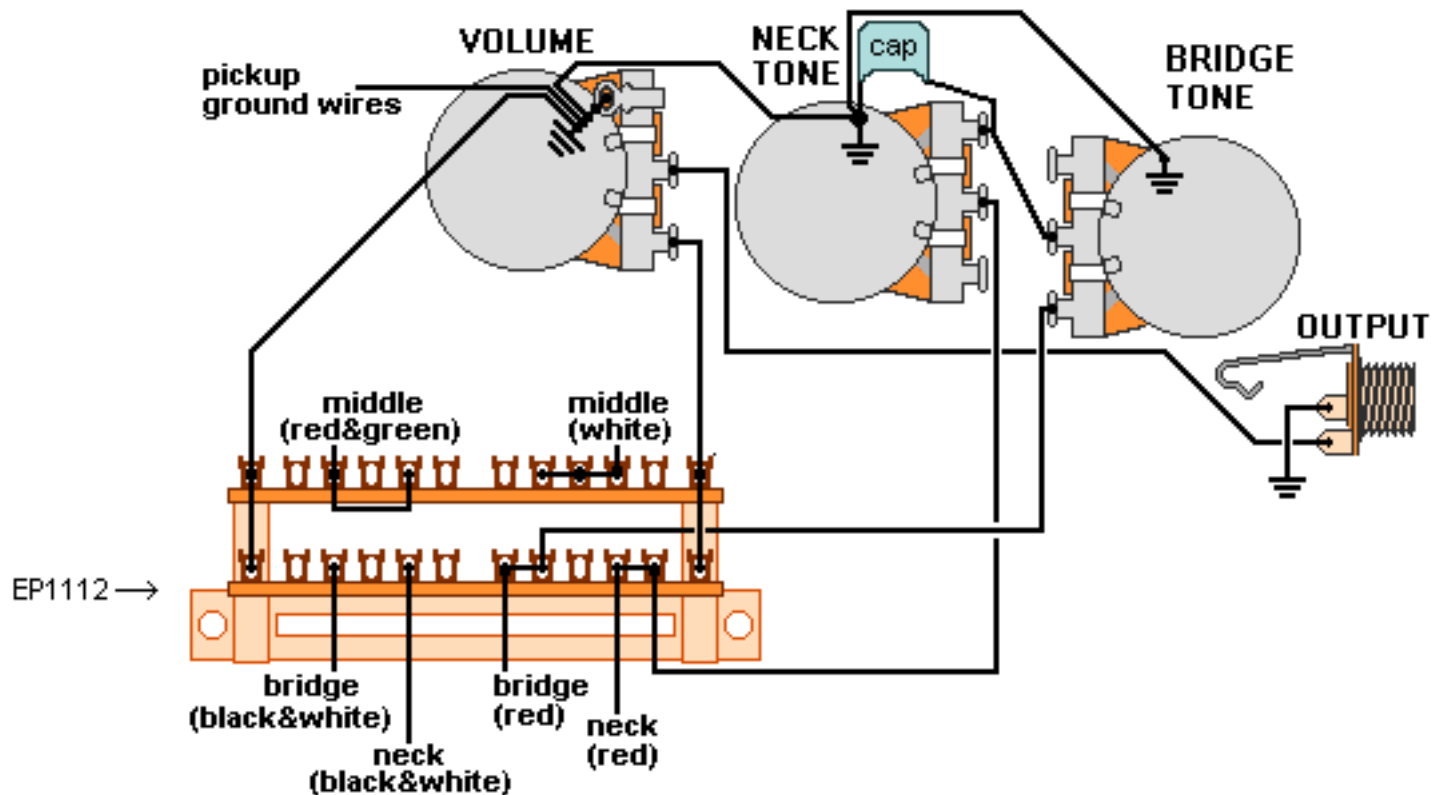 VOLUME
pickup
ground wires
NECK
TONE
cap
BRIDGE
TONE
OUTPUT
middle
(red&green)
middle
(white)
EP1112
bridge
(black&white)
neck
(black&white)
bridge
(red)
neck
(red)